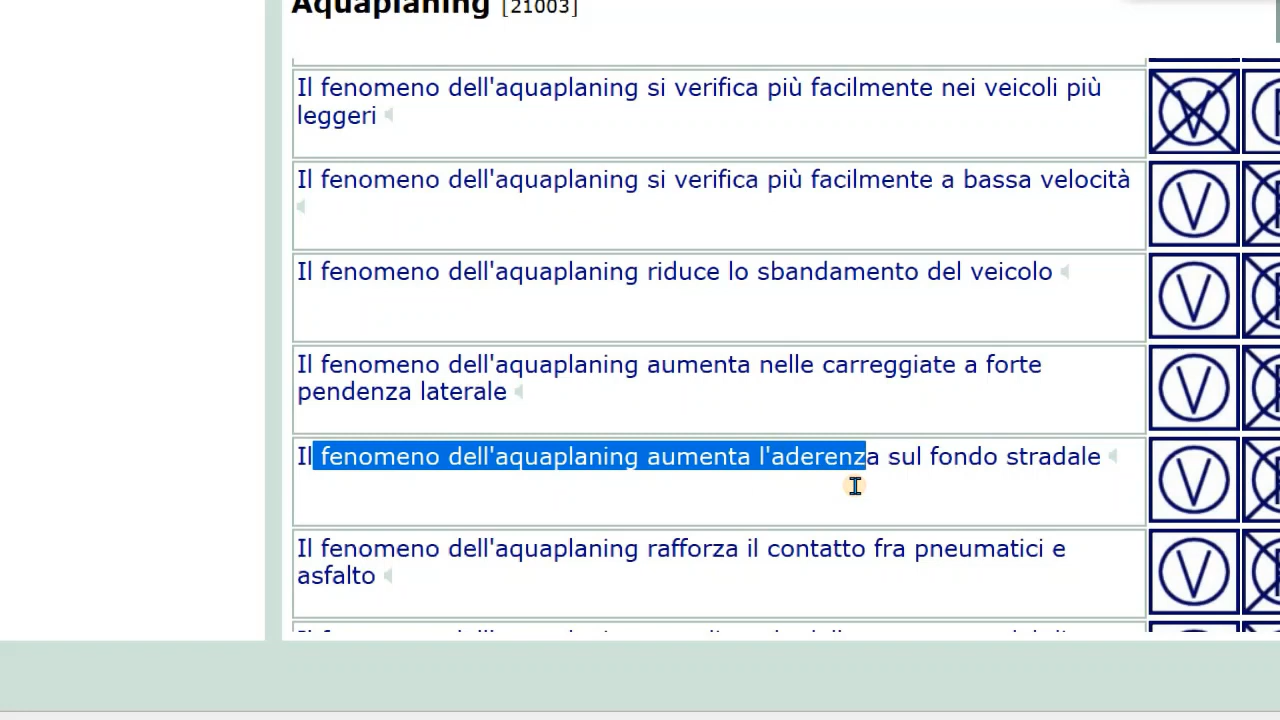 Aquaplaning [21003]
Il fenomeno dell'aquaplaning si verifica più facilmente nei veicoli più
leggeri
V
Il fenomeno dell'aquaplaning si verifica più facilmente a bassa velocità
V
Il fenomeno dell'aquaplaning riduce lo sbandamento del veicolo
V
Il fenomeno dell'aquaplaning aumenta nelle carreggiate a forte
pendenza laterale
V
Il fenomeno dell'aquaplaning aumenta l'aderenza sul fondo stradale
V
Il fenomeno dell'aquaplaning rafforza il contatto fra pneumatici e
asfalto
V